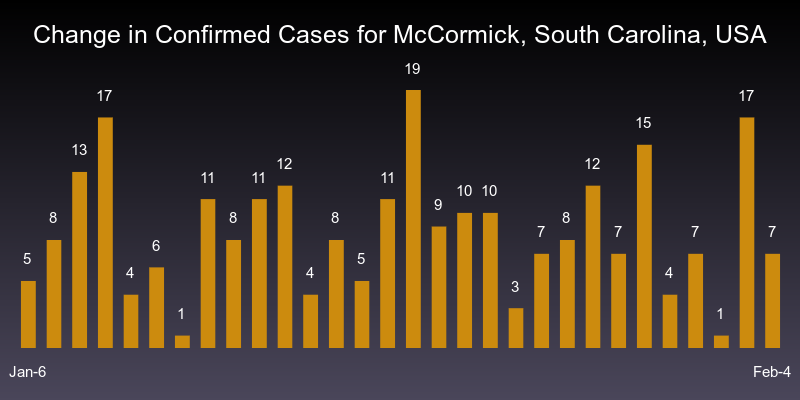 Change in Confirmed Cases for McCormick, South Carolina, USA
5 8 13 17 4 6 1 11 8 11 12 4 8 5 11 19 9 10 10 3 7 8 12 7 15 4 7 1 17 7
Jan-6 Feb-4